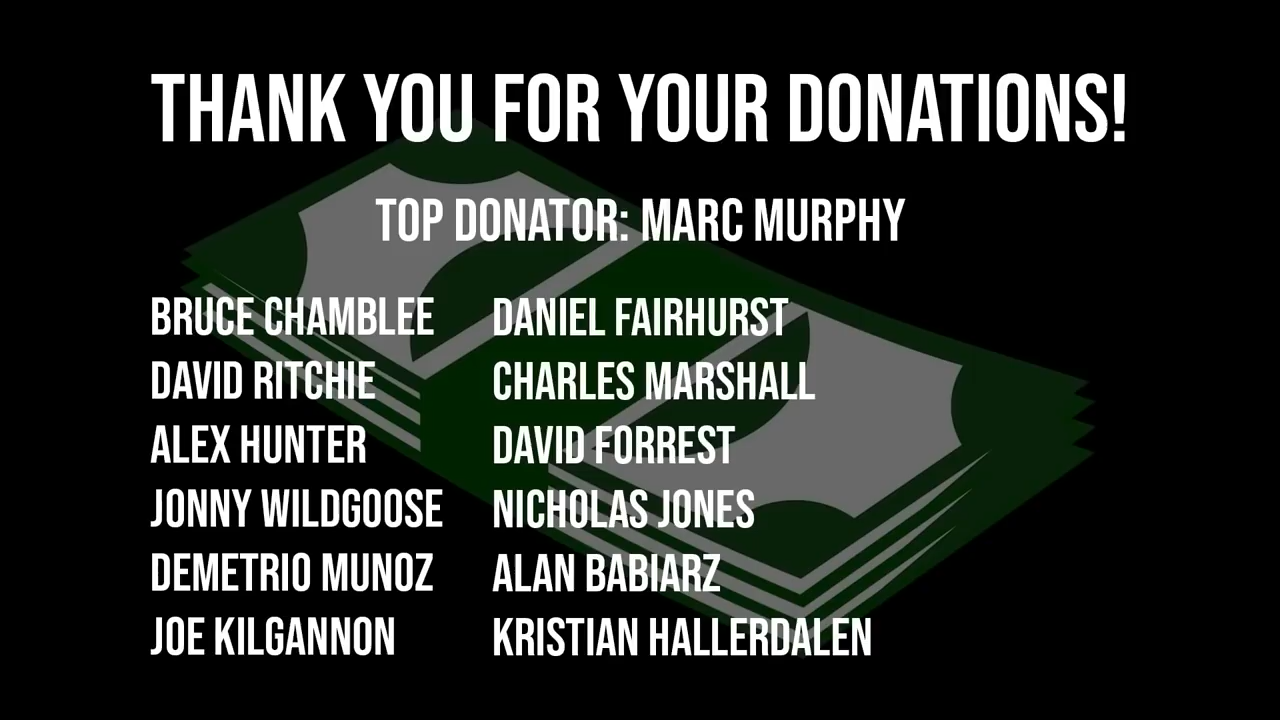 THANK YOU FOR YOUR DONATIONS!
TOP DONATOR: MARC MURPHY
BRUCE CHAMBLEE
DAVID RITCHIE
ALEX HUNTER
JONNY WILDGOOSE
DEMETRIO MUNOZ
JOE KILGANNON
DANIEL FAIRHURST
CHARLES MARSHALL
DAVID FORREST
NICHOLAS JONES
ALAN BABIARZ
KRISTIAN HALLERDALEN